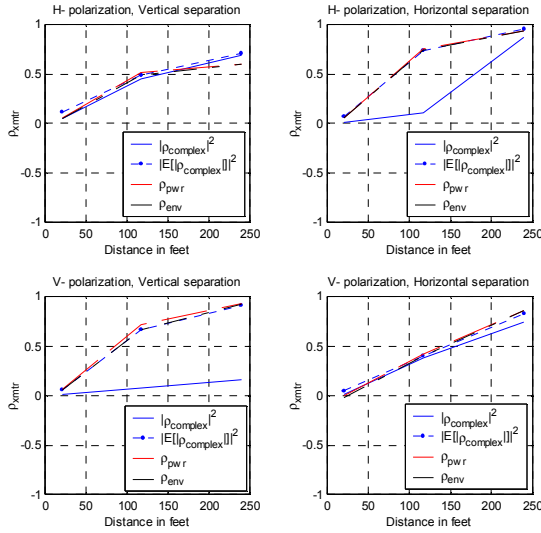 H- polarization, Vertical separation
1
0.5
0
-0.5
-1
ρxmtr
0 50 100 150 200 250
Distance in feet
|ρcomplex|²
|E[|ρcomplex|]|²
ρpwr
ρenv
H- polarization, Horizontal separation
1
0.5
0
-0.5
-1
ρxmtr
0 50 100 150 200 250
Distance in feet
|ρcomplex|²
|E[|ρcomplex|]|²
ρpwr
ρenv
V- polarization, Vertical separation
1
0.5
0
-0.5
-1
ρxmtr
0 50 100 150 200 250
Distance in feet
|ρcomplex|²
|E[|ρcomplex|]|²
ρpwr
ρenv
V- polarization, Horizontal separation
1
0.5
0
-0.5
-1
ρxmtr
0 50 100 150 200 250
Distance in feet
|ρcomplex|²
|E[|ρcomplex|]|²
ρpwr
ρenv